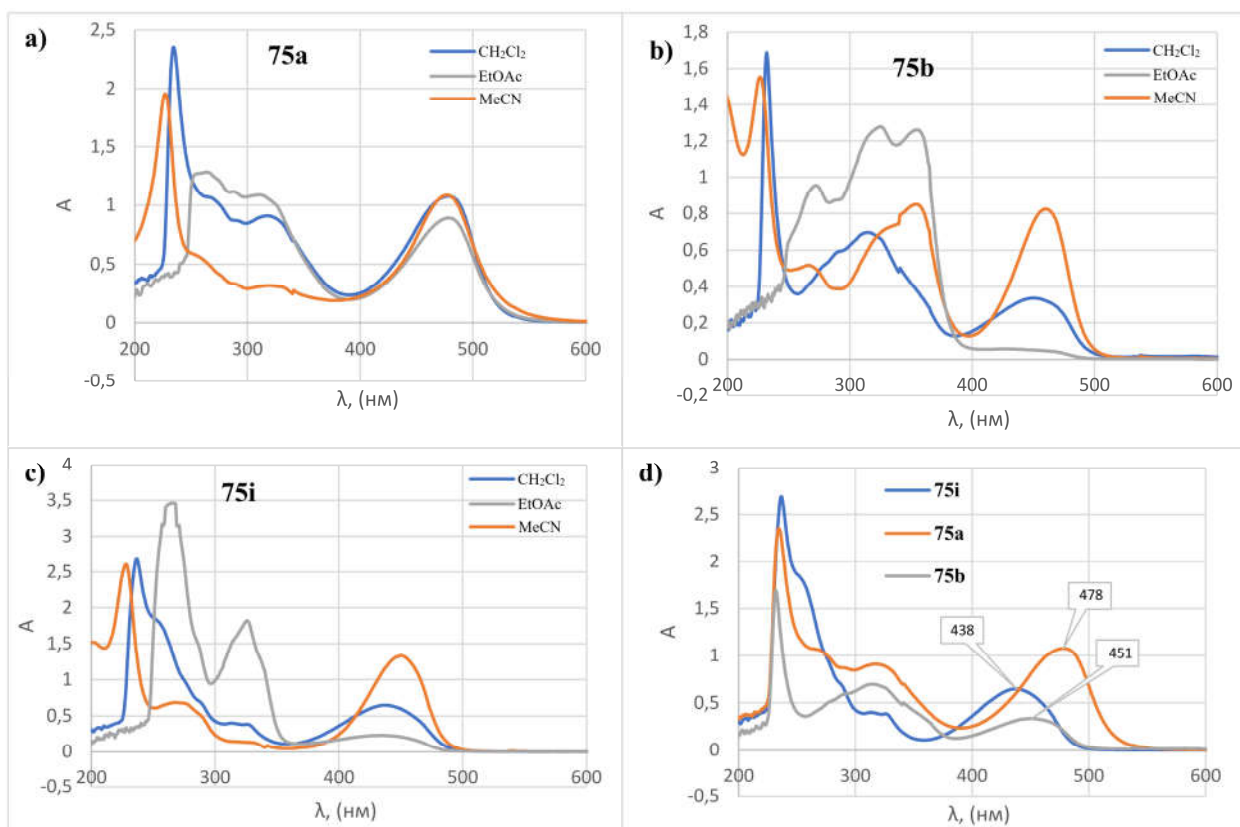 a)
75a
CH₂Cl₂
EtOAc
MeCN
2,5
2
1,5
1
0,5
0
-0,5
A
200 300 400 500 600
λ, (нм)
b)
75b
CH₂Cl₂
EtOAc
MeCN
1,8
1,6
1,4
1,2
1
0,8
0,6
0,4
0,2
0
-0,2
A
200 300 400 500 600
λ, (нм)
c)
75i
CH₂Cl₂
EtOAc
MeCN
4
3,5
3
2,5
2
1,5
1
0,5
0
-0,5
A
200 300 400 500 600
λ, (нм)
d)
75i
75a
75b
3
2,5
2
1,5
1
0,5
0
-0,5
A
438
478
451
200 300 400 500 600
λ, (нм)